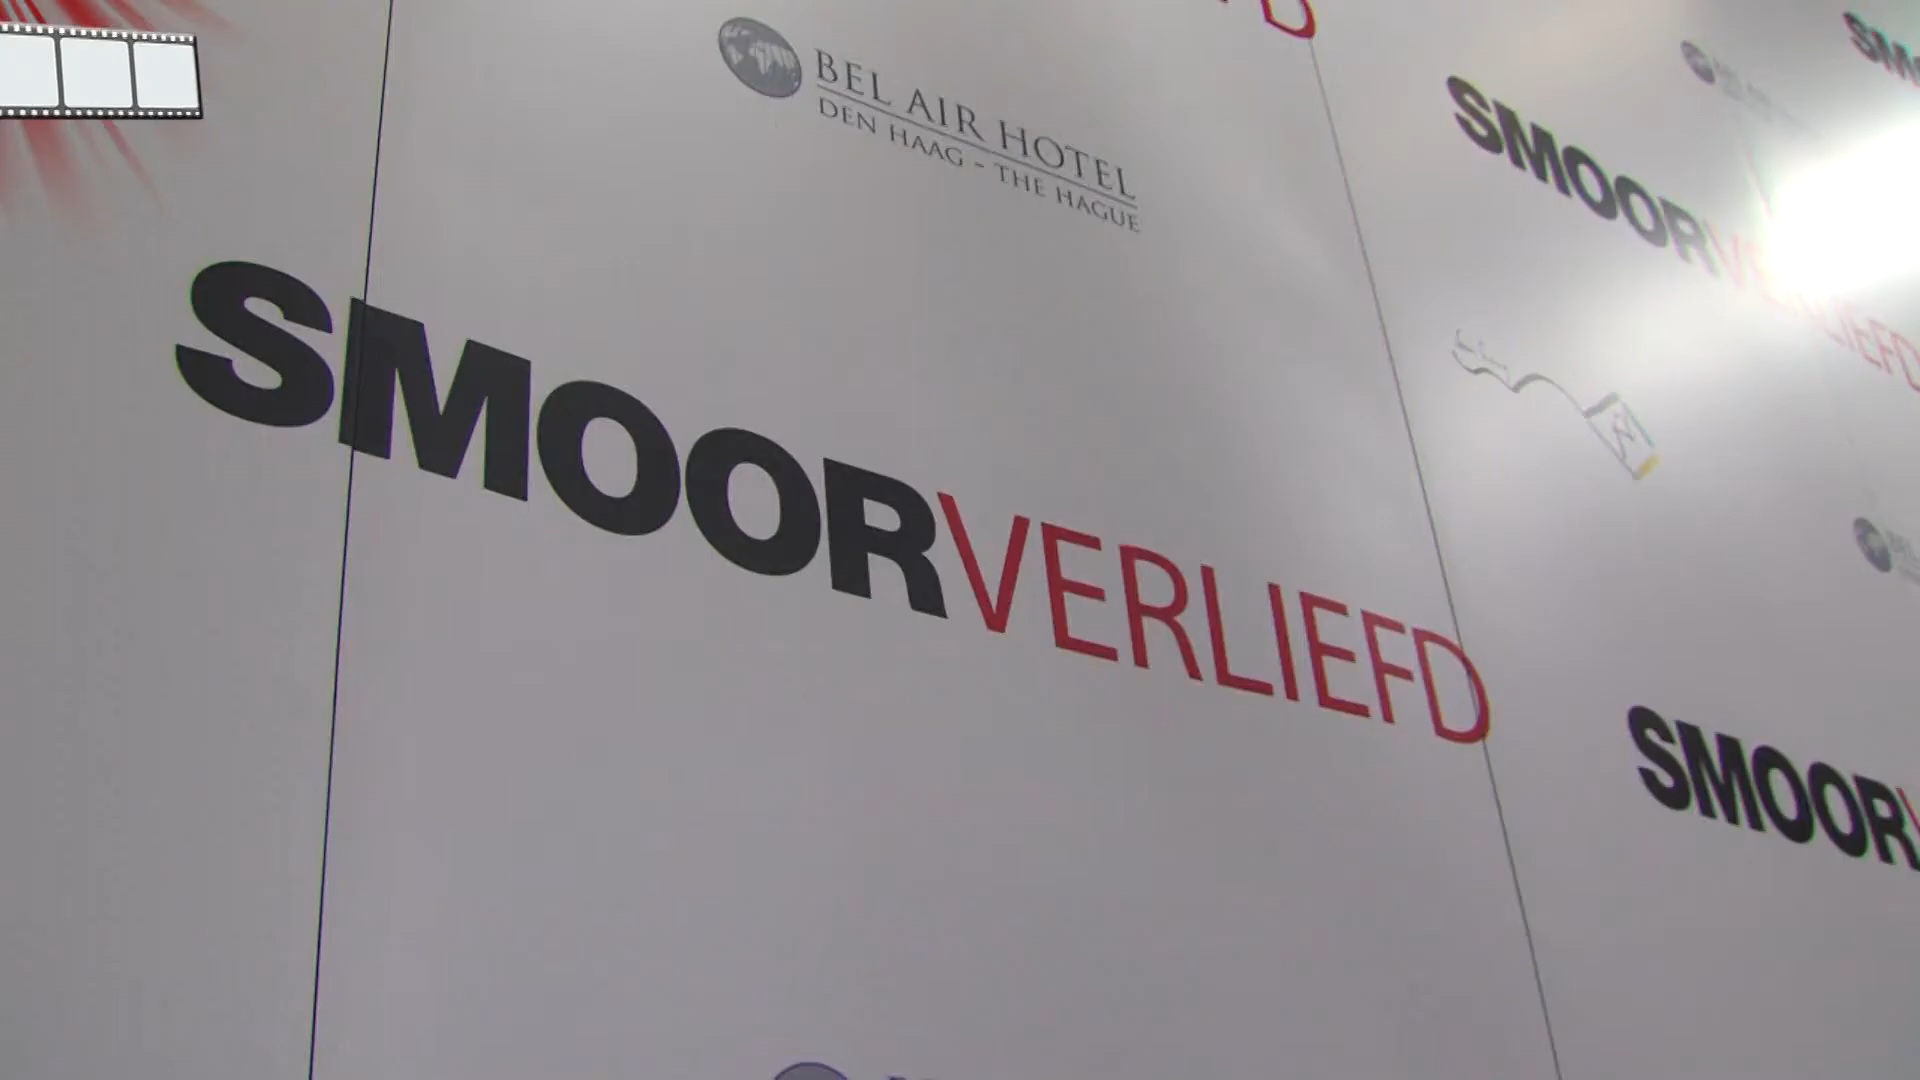 BEL AIR HOTEL
DEN HAAG - THE HAGUE
SMOORVERLIEFD
SMOORVERLIEFD
SMOOR